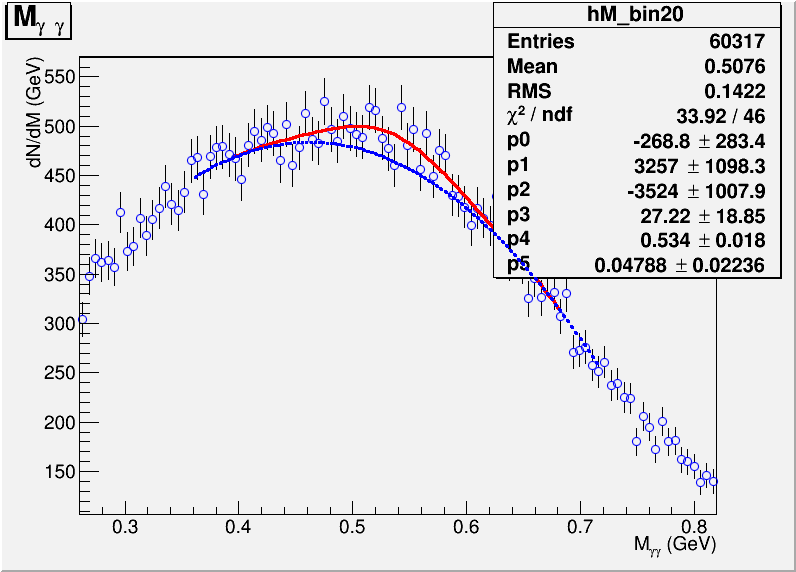 M γ γ
hM_bin20
Entries 60317
Mean 0.5076
RMS 0.1422
χ² / ndf 33.92 / 46
p0 -268.8 ± 283.4
p1 3257 ± 1098.3
p2 -3524 ± 1007.9
p3 27.22 ± 18.85
p4 0.534 ± 0.018
p5 0.04788 ± 0.02236
dN/dM (GeV)
550
500
450
400
350
300
250
200
150
0.3 0.4 0.5 0.6 0.7 0.8
Mγγ (GeV)